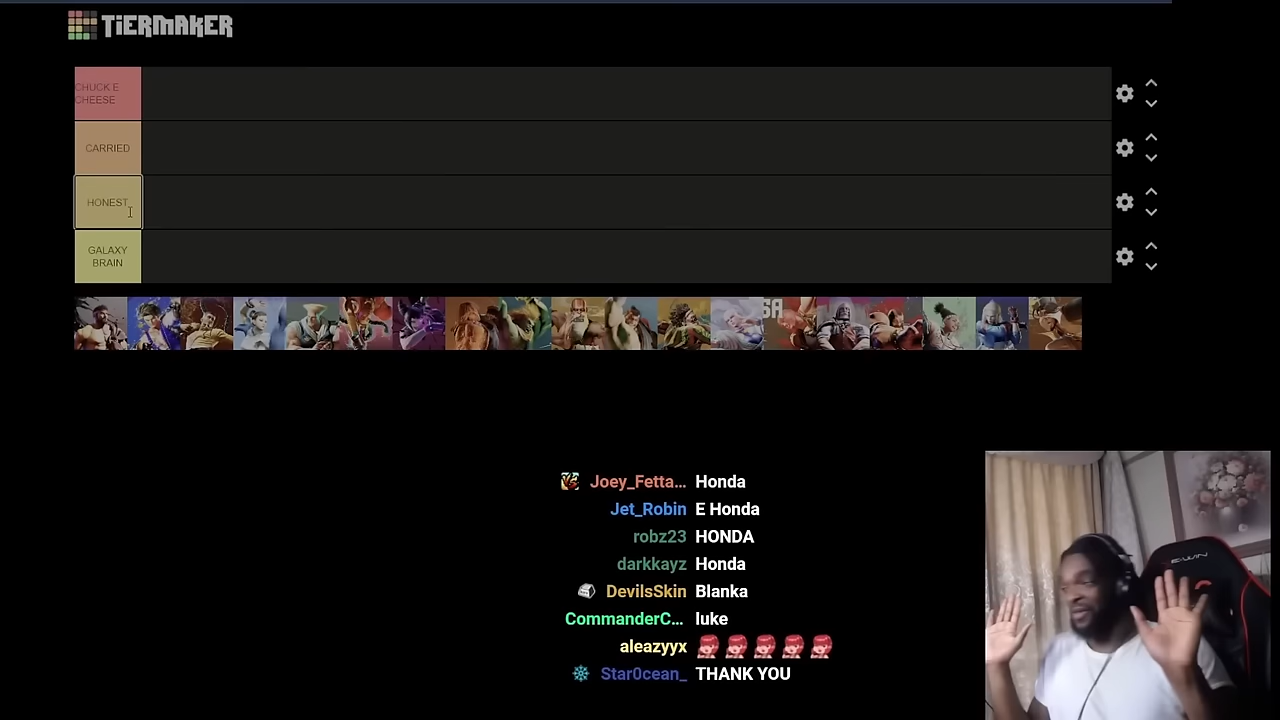 TiERMAKER
CHUCK E
CHEESE
CARRIED
HONEST
GALAXY
BRAIN
SA
Joey_Fetta... Honda
Jet_Robin E Honda
robz23 HONDA
darkkayz Honda
DevilsSkin Blanka
CommanderC... luke
aleazyyx
Star0cean_ THANK YOU